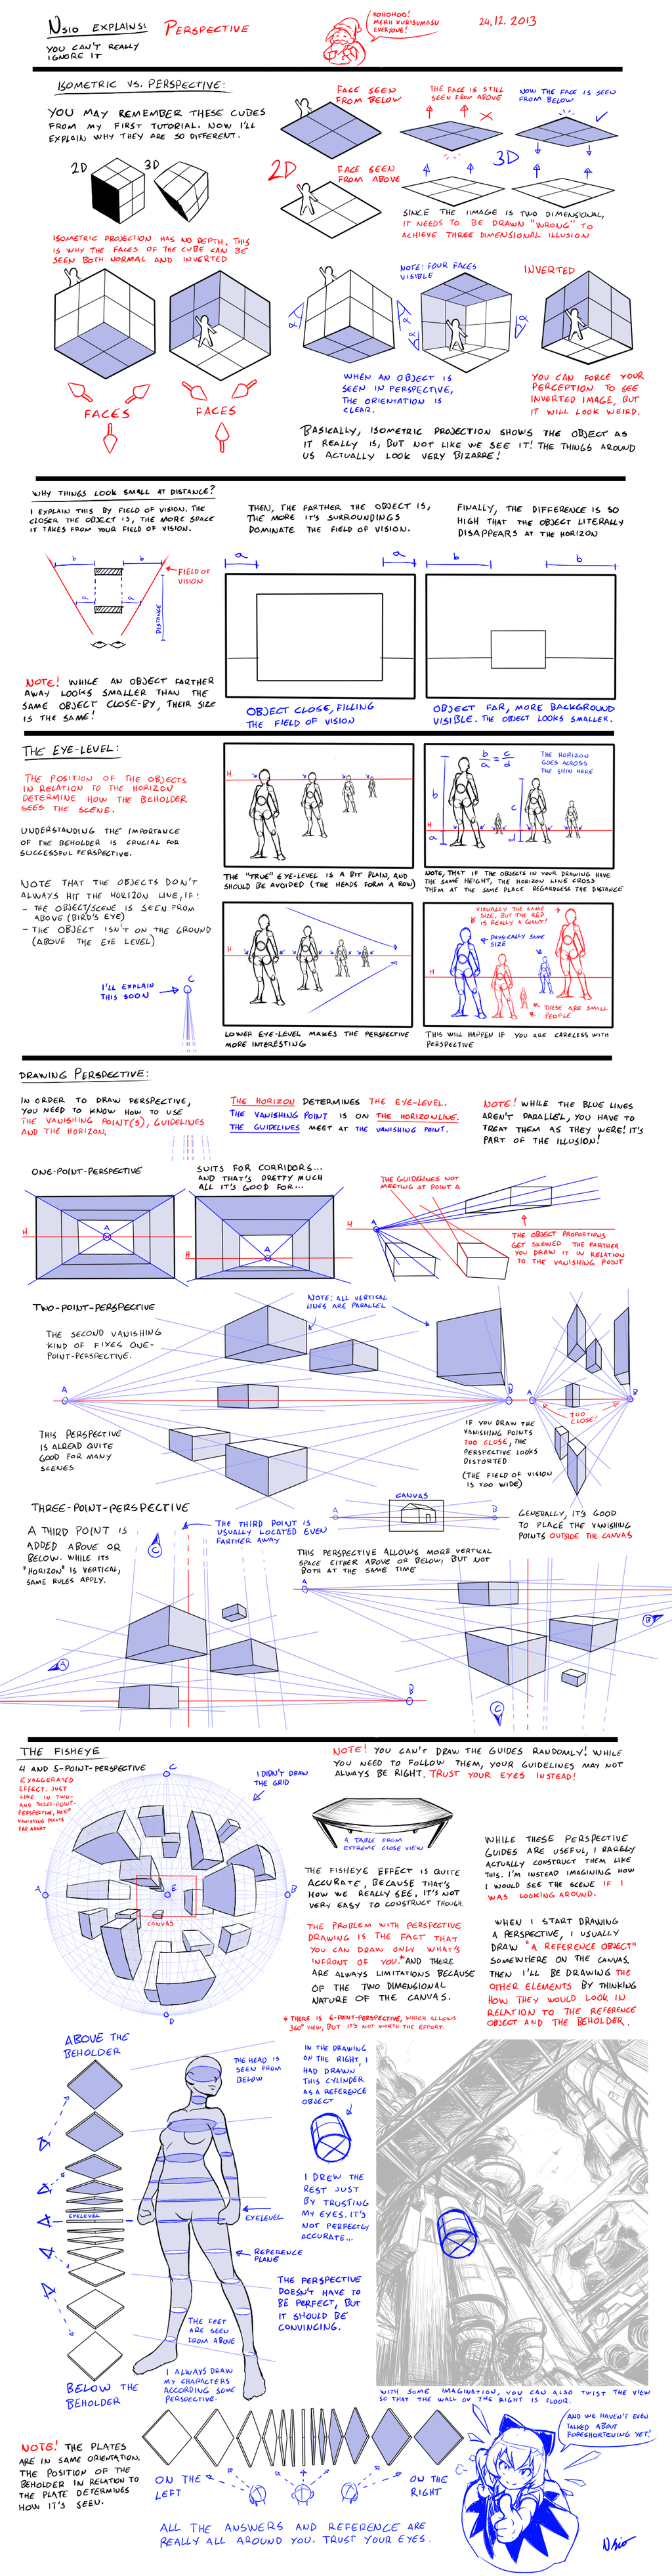 NSIO EXPLAINS:
PERSPECTIVE
YOU CAN'T REALLY
IGNORE IT
HOHOHOO!
MERII KURISUMASU
EVERYONE!
24.12.2013
ISOMETRIC VS. PERSPECTIVE:
YOU MAY REMEMBER THESE CUBES
FROM MY FIRST TUTORIAL. NOW I'LL
EXPLAIN WHY THEY ARE SO DIFFERENT.
2D
3D
FACE SEEN
FROM BELOW
THE FACE IS STILL
SEEN FROM ABOVE
NOW THE FACE IS SEEN
FROM BELOW
2D
FACE SEEN
FROM ABOVE
3D
SINCE THE IMAGE IS TWO DIMENSIONAL,
IT NEEDS TO BE DRAWN "WRONG" TO
ACHIEVE THREE DIMENSIONAL ILLUSION
ISOMETRIC PROJECTION HAS NO DEPTH. THIS
IS WHY THE FACES OF THE CUBE CAN BE
SEEN BOTH NORMAL AND INVERTED
NOTE: FOUR FACES
VISIBLE
INVERTED
FACES
FACES
WHEN AN OBJECT IS
SEEN IN PERSPECTIVE,
THE ORIENTATION IS
CLEAR.
YOU CAN FORCE YOUR
PERCEPTION TO SEE
INVERTED IMAGE, BUT
IT WILL LOOK WEIRD.
BASICALLY, ISOMETRIC PROJECTION SHOWS THE OBJECT AS
IT REALLY IS, BUT NOT LIKE WE SEE IT! THE THINGS AROUND
US ACTUALLY LOOK VERY BIZARRE!
WHY THINGS LOOK SMALL AT DISTANCE?
I EXPLAIN THIS BY FIELD OF VISION. THE
CLOSER THE OBJECT IS, THE MORE SPACE
IT TAKES FROM YOUR FIELD OF VISION.
THEN, THE FARTHER THE OBJECT IS,
THE MORE IT'S SURROUNDINGS
DOMINATE THE FIELD OF VISION.
FINALLY, THE DIFFERENCE IS SO
HIGH THAT THE OBJECT LITERALLY
DISAPPEARS AT THE HORIZON
b
b
a
a
FIELD OF
VISION
DISTANCE
a
a
b
b
NOTE! WHILE AN OBJECT FARTHER
AWAY LOOKS SMALLER THAN THE
SAME OBJECT CLOSE-BY, THEIR SIZE
IS THE SAME!
OBJECT CLOSE, FILLING
THE FIELD OF VISION
OBJECT FAR, MORE BACKGROUND
VISIBLE. THE OBJECT LOOKS SMALLER.
THE EYE-LEVEL:
THE POSITION OF THE OBJECTS
IN RELATION TO THE HORIZON
DETERMINE HOW THE BEHOLDER
SEES THE SCENE.
UNDERSTANDING THE IMPORTANCE
OF THE BEHOLDER IS CRUCIAL FOR
SUCCESSFUL PERSPECTIVE.
NOTE THAT THE OBJECTS DON'T
ALWAYS HIT THE HORIZON LINE, IF:
- THE OBJECT/SCENE IS SEEN FROM
ABOVE (BIRD'S EYE)
- THE OBJECT ISN'T ON THE GROUND
(ABOVE THE EYE LEVEL)
I'LL EXPLAIN
THIS SOON
C
H
THE "TRUE" EYE-LEVEL IS A BIT PLAIN, AND
SHOULD BE AVOIDED (THE HEADS FORM A ROW)
b
a
=
c
d
THE HORIZON
GOES ACROSS
THE SHIN HERE
b
c
H
a
d
NOTE, THAT IF THE OBJECTS IN YOUR DRAWING HAVE
THE SAME HEIGHT, THE HORIZON LINE CROSS
THEM AT THE SAME PLACE REGARDLESS THE DISTANCE
H
LOWER EYE-LEVEL MAKES THE PERSPECTIVE
MORE INTERESTING
VISUALLY THE SAME
SIZE, BUT THE RED
IS REALLY A GIANT!
PHYSICALLY SAME
SIZE
H
THESE ARE SMALL
PEOPLE
THIS WILL HAPPEN IF YOU ARE CARELESS WITH
PERSPECTIVE
DRAWING PERSPECTIVE:
IN ORDER TO DRAW PERSPECTIVE,
YOU NEED TO KNOW HOW TO USE
THE VANISHING POINT(S), GUIDELINES
AND THE HORIZON.
THE HORIZON DETERMINES THE EYE-LEVEL.
THE VANISHING POINT IS ON THE HORIZONLINE.
THE GUIDELINES MEET AT THE VANISHING POINT.
NOTE! WHILE THE BLUE LINES
AREN'T PARALLEL, YOU HAVE TO
TREAT THEM AS THEY WERE! IT'S
PART OF THE ILLUSION!
ONE-POINT-PERSPECTIVE
SUITS FOR CORRIDORS...
AND THAT'S PRETTY MUCH
ALL IT'S GOOD FOR...
THE GUIDELINES NOT
MEETING AT POINT A
H
A
H
A
H
A
THE OBJECT PROPORTIONS
GET SKEWED THE FARTHER
YOU DRAW IT IN RELATION
TO THE VANISHING POINT
TWO-POINT-PERSPECTIVE
NOTE: ALL VERTICAL
LINES ARE PARALLEL
THE SECOND VANISHING
KIND OF FIXES ONE-
POINT-PERSPECTIVE.
A
B
A
B
TOO
CLOSE!
THIS PERSPECTIVE
IS ALREAD QUITE
GOOD FOR MANY
SCENES
IF YOU DRAW THE
VANISHING POINTS
TOO CLOSE, THE
PERSPECTIVE LOOKS
DISTORTED
(THE FIELD OF VISION
IS TOO WIDE)
THREE-POINT-PERSPECTIVE
CANVAS
A
B
GENERALLY, IT'S GOOD
TO PLACE THE VANISHING
POINTS OUTSIDE THE CANVAS
A THIRD POINT IS
ADDED ABOVE OR
BELOW. WHILE ITS
"HORIZON" IS VERTICAL,
SAME RULES APPLY.
C
THE THIRD POINT IS
USUALLY LOCATED EVEN
FARTHER AWAY
THIS PERSPECTIVE ALLOWS MORE VERTICAL
SPACE EITHER ABOVE OR BELOW, BUT NOT
BOTH AT THE SAME TIME
A
B
A
B
C
THE FISHEYE
4 AND 5-POINT-PERSPECTIVE
EXAGGERATED
EFFECT. JUST
LIKE IN TWO-
AND THREE-POINT-
PERSPECTIVE, KEEP
VANISHING POINTS
FAR APART
C
I DIDN'T DRAW
THE GRID
A
E
B
CANVAS
D
NOTE! YOU CAN'T DRAW THE GUIDES RANDOMLY! WHILE
YOU NEED TO FOLLOW THEM, YOUR GUIDELINES MAY NOT
ALWAYS BE RIGHT. TRUST YOUR EYES INSTEAD!
A TABLE FROM
EXTREME CLOSE VIEW
THE FISHEYE EFFECT IS QUITE
ACCURATE, BECAUSE THAT'S
HOW WE REALLY SEE. IT'S NOT
VERY EASY TO CONSTRUCT THOUGH.
THE PROBLEM WITH PERSPECTIVE
DRAWING IS THE FACT THAT
YOU CAN DRAW ONLY WHAT'S
INFRONT OF YOU.* AND THERE
ARE ALWAYS LIMITATIONS BECAUSE
OF THE TWO DIMENSIONAL
NATURE OF THE CANVAS.
* THERE IS 6-POINT-PERSPECTIVE, WHICH ALLOWS
360° VIEW, BUT IT'S NOT WORTH THE EFFORT
WHILE THESE PERSPECTIVE
GUIDES ARE USEFUL, I RARELY
ACTUALLY CONSTRUCT THEM LIKE
THIS. I'M INSTEAD IMAGINING HOW
I WOULD SEE THE SCENE IF I
WAS LOOKING AROUND.
WHEN I START DRAWING
A PERSPECTIVE, I USUALLY
DRAW "A REFERENCE OBJECT"
SOMEWHERE ON THE CANVAS.
THEN I'LL BE DRAWING THE
OTHER ELEMENTS BY THINKING
HOW THEY WOULD LOOK IN
RELATION TO THE REFERENCE
OBJECT AND THE BEHOLDER.
ABOVE THE
BEHOLDER
THE HEAD IS
SEEN FROM
BELOW
EYELEVEL
EYELEVEL
REFERENCE
PLANE
THE FEET
ARE SEEN
FROM ABOVE
BELOW THE
BEHOLDER
I ALWAYS DRAW
MY CHARACTERS
ACCORDING SOME
PERSPECTIVE.
IN THE DRAWING
ON THE RIGHT, I
HAD DRAWN
THIS CYLINDER
AS A REFERENCE
OBJECT
I DREW THE
REST JUST
BY TRUSTING
MY EYES. IT'S
NOT PERFECTLY
ACCURATE...
THE PERSPECTIVE
DOESN'T HAVE TO
BE PERFECT, BUT
IT SHOULD BE
CONVINCING.
WITH SOME IMAGINATION, YOU CAN ALSO TWIST THE VIEW
SO THAT THE WALL ON THE RIGHT IS FLOOR.
NOTE! THE PLATES
ARE IN SAME ORIENTATION.
THE POSITION OF THE
BEHOLDER IN RELATION TO
THE PLATE DETERMINES
HOW IT'S SEEN.
ON THE
LEFT
ON THE
RIGHT
AND WE HAVEN'T EVEN
TALKED ABOUT
FORESHORTENING YET!
ALL THE ANSWERS AND REFERENCE ARE
REALLY ALL AROUND YOU. TRUST YOUR EYES.
Nsio